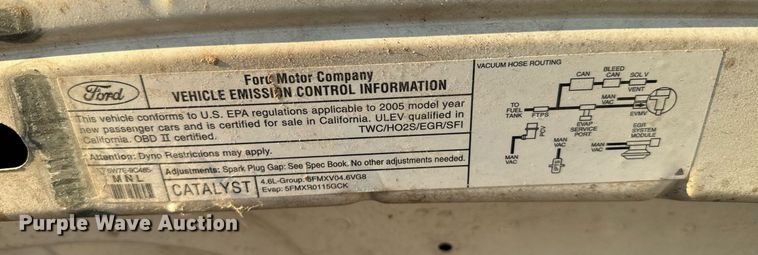 Ford
Ford Motor Company
VEHICLE EMISSION CONTROL INFORMATION
This vehicle conforms to U.S. EPA regulations applicable to 2005 model year
new passenger cars and is certified for sale in California. ULEV qualified in
California. OBD II certified.
TWC/HO2S/EGR/SFI
Attention: Dyno Restrictions may apply.
5W7E-9C485-
M N L
Adjustments: Spark Plug Gap: See Spec Book. No other adjustments needed.
CATALYST
4.6L-Group: 5FMXV04.6VG8
Evap: 5FMXR0115GCK
VACUUM HOSE ROUTING
CAN
BLEED
CAN
SOL V
VENT
TO
FUEL
TANK
FTPS
MAN
VAC
EVMV
EVAP
SERVICE
PORT
PCV
MAN
VAC
MAN
VAC
EGR
SYSTEM
MODULE
MAN
VAC
Purple Wave Auction